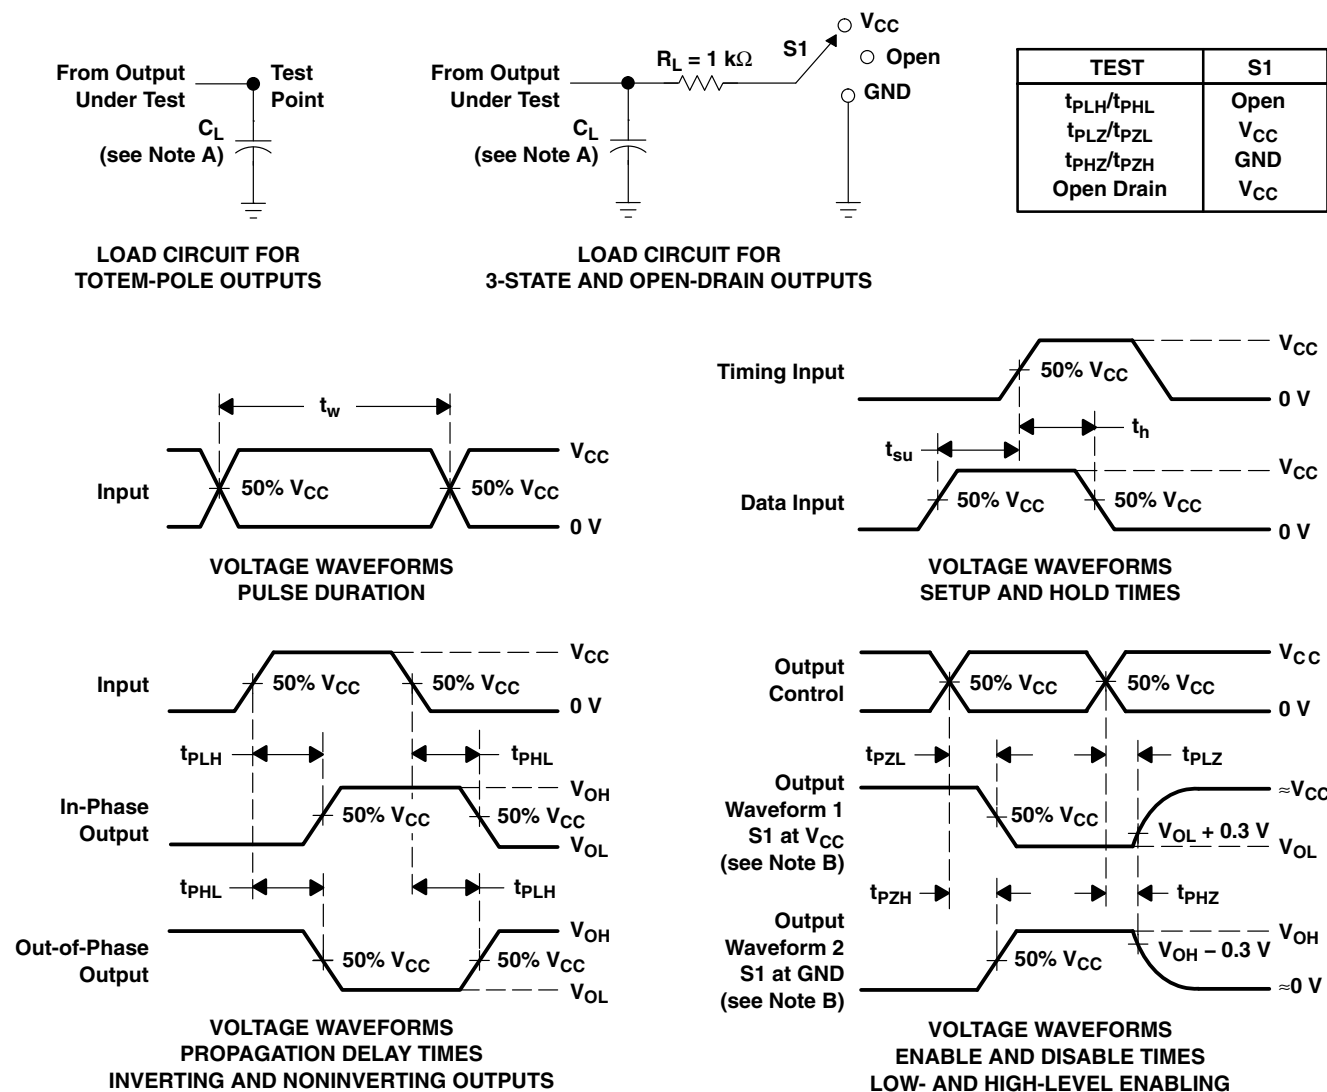 From Output
Under Test
Test
Point
CL
(see Note A)
LOAD CIRCUIT FOR
TOTEM-POLE OUTPUTS
From Output
Under Test
RL = 1 kΩ
S1
VCC
Open
GND
CL
(see Note A)
LOAD CIRCUIT FOR
3-STATE AND OPEN-DRAIN OUTPUTS
TEST S1
tPLH/tPHL Open
tPLZ/tPZL VCC
tPHZ/tPZH GND
Open Drain VCC
tw
Input
50% VCC
50% VCC
VCC
0 V
VOLTAGE WAVEFORMS
PULSE DURATION
Timing Input
50% VCC
VCC
0 V
tsu
th
Data Input
50% VCC
50% VCC
VCC
0 V
VOLTAGE WAVEFORMS
SETUP AND HOLD TIMES
Input
50% VCC
50% VCC
VCC
0 V
tPLH
tPHL
In-Phase
Output
50% VCC
50% VCC
VOH
VOL
tPHL
tPLH
Out-of-Phase
Output
50% VCC
50% VCC
VOH
VOL
VOLTAGE WAVEFORMS
PROPAGATION DELAY TIMES
INVERTING AND NONINVERTING OUTPUTS
Output
Control
50% VCC
50% VCC
VCC
0 V
tPZL
tPLZ
Output
Waveform 1
S1 at VCC
(see Note B)
50% VCC
VOL + 0.3 V
≈VCC
VOL
tPZH
tPHZ
Output
Waveform 2
S1 at GND
(see Note B)
50% VCC
VOH − 0.3 V
VOH
≈0 V
VOLTAGE WAVEFORMS
ENABLE AND DISABLE TIMES
LOW- AND HIGH-LEVEL ENABLING